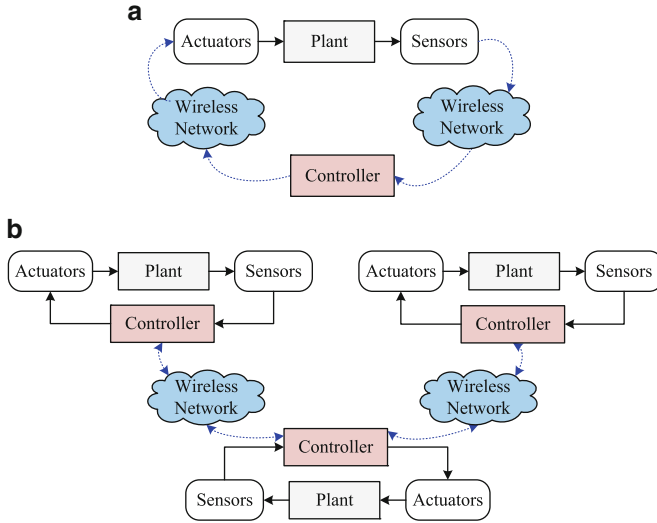 a
Actuators
Plant
Sensors
Wireless
Network
Wireless
Network
Controller
b
Actuators
Plant
Sensors
Actuators
Plant
Sensors
Controller
Controller
Wireless
Network
Wireless
Network
Controller
Sensors
Plant
Actuators